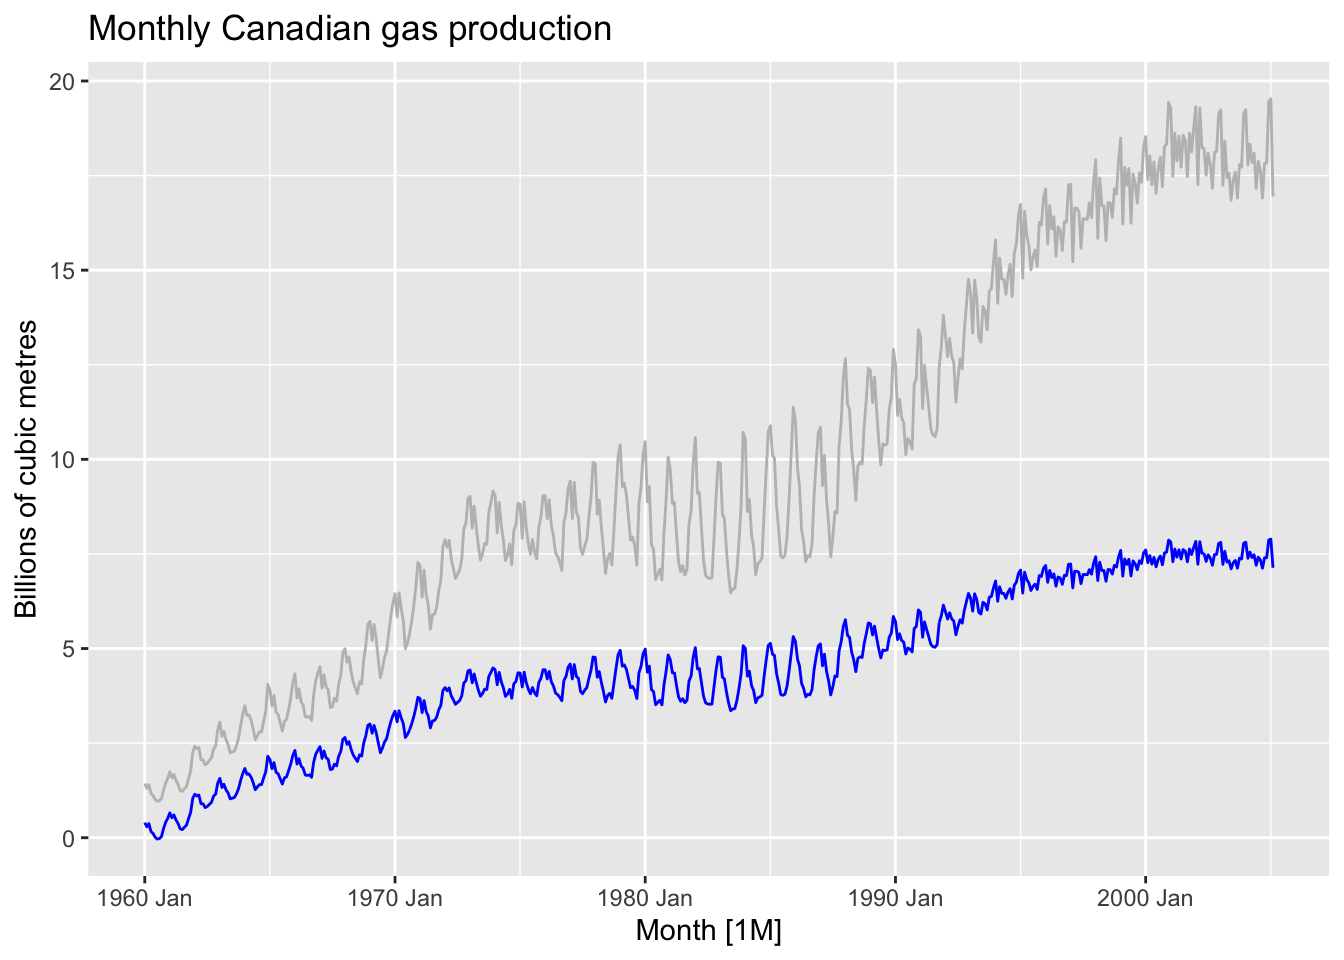 Monthly Canadian gas production
Billions of cubic metres
20
15
10
5
0
1960 Jan
1970 Jan
1980 Jan
1990 Jan
2000 Jan
Month [1M]